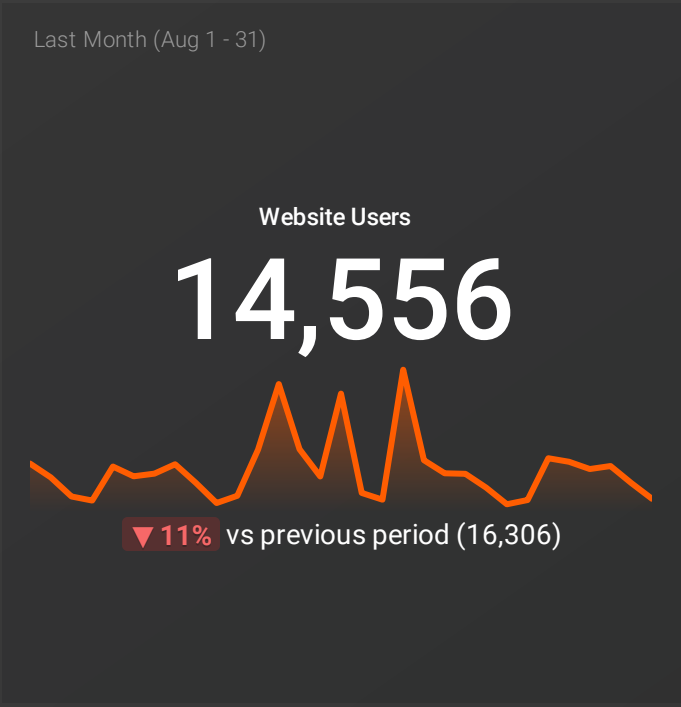 Last Month (Aug 1 - 31)
Website Users
14,556
▼ 11% vs previous period (16,306)